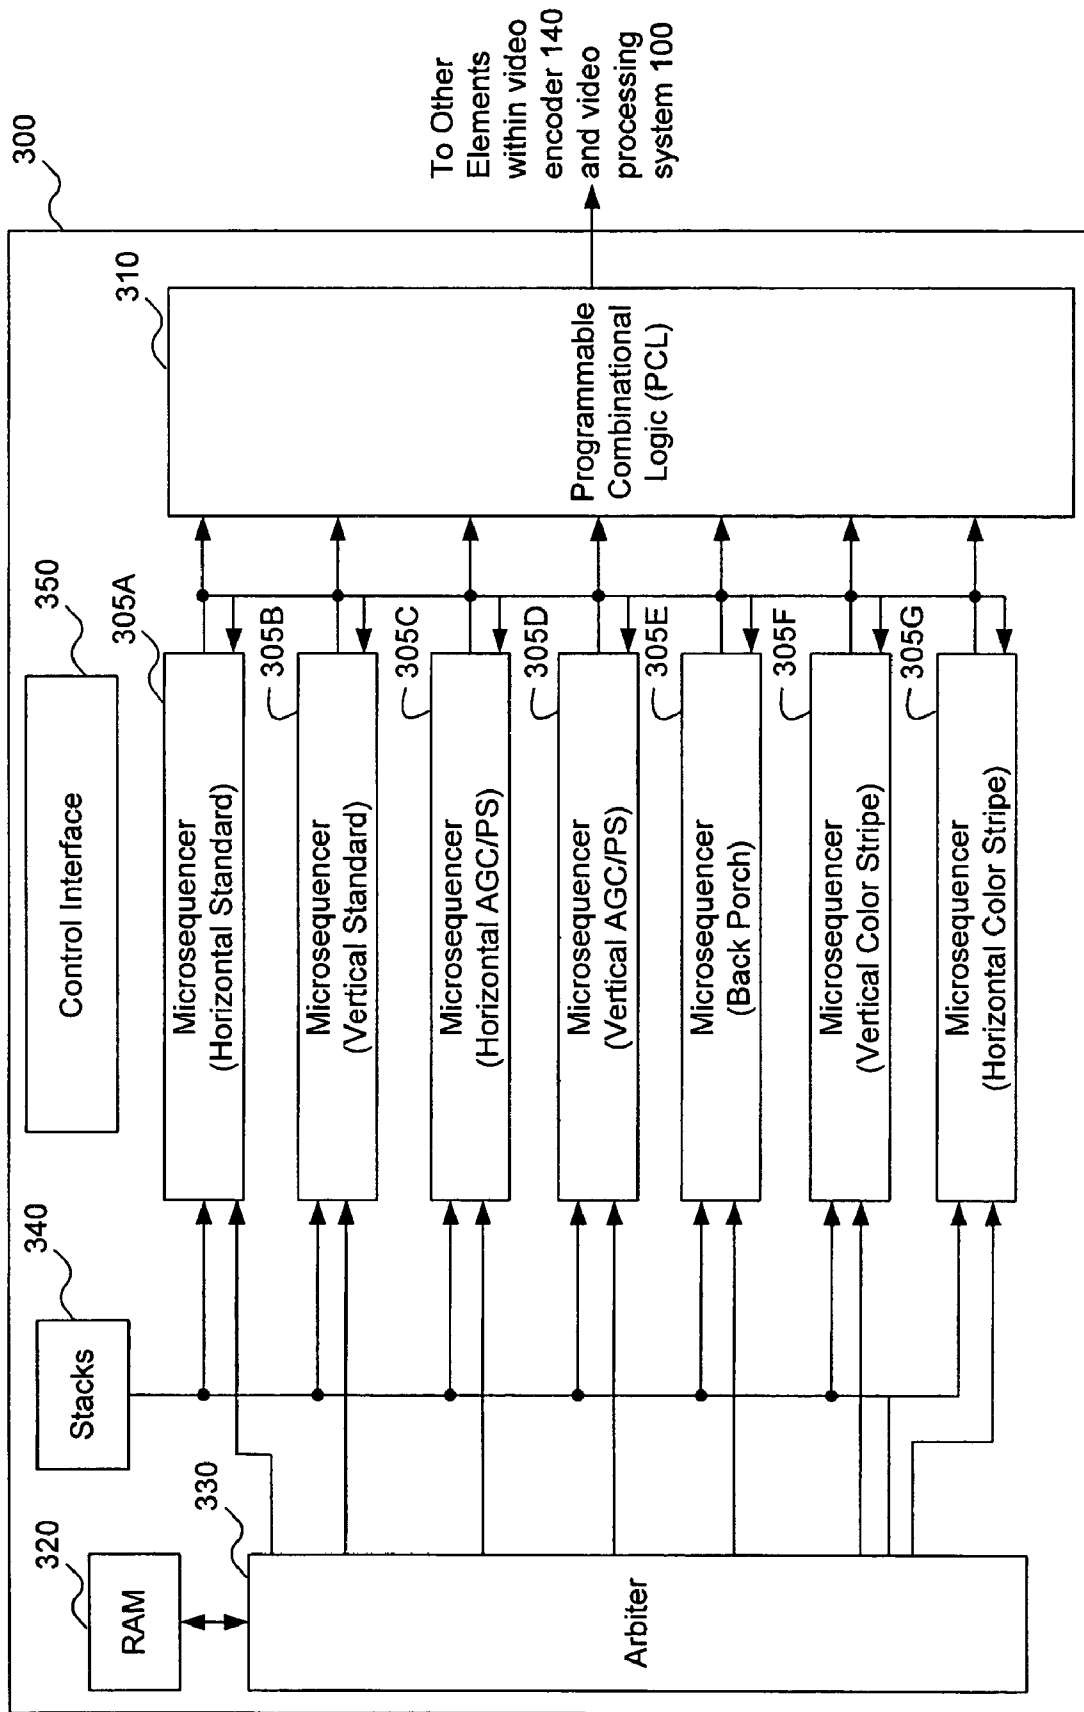 300
320
RAM
330
Arbiter
340
Stacks
Control Interface
350
305A
Microsequencer
(Horizontal Standard)
305B
Microsequencer
(Vertical Standard)
305C
Microsequencer
(Horizontal AGC/PS)
305D
Microsequencer
(Vertical AGC/PS)
305E
Microsequencer
(Back Porch)
305F
Microsequencer
(Vertical Color Stripe)
305G
Microsequencer
(Horizontal Color Stripe)
310
Programmable
Combinational
Logic (PCL)
To Other
Elements
within video
encoder 140
and video
processing
system 100